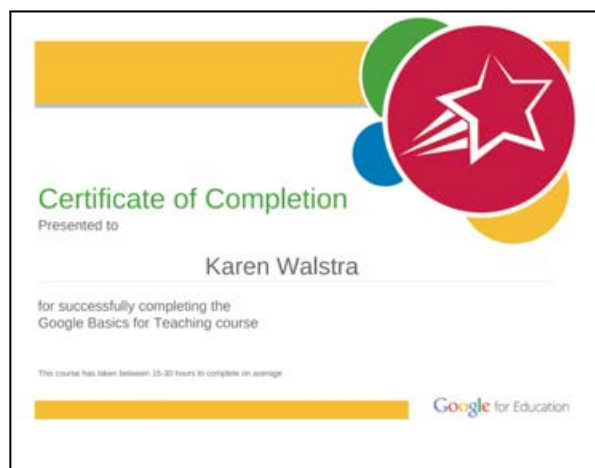 Certificate of Completion
Presented to
Karen Walstra
for successfully completing the
Google Basics for Teaching course
This course has taken between 15-30 hours to complete on average
Google for Education